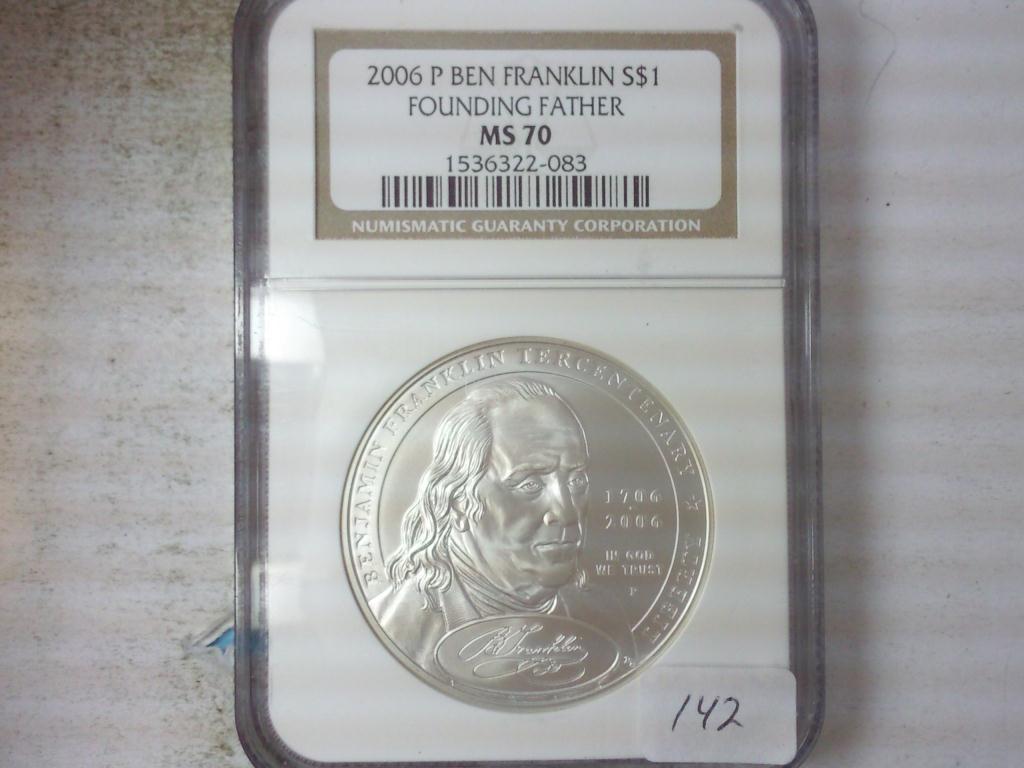 2006 P BEN FRANKLIN S$1
FOUNDING FATHER
MS 70
1536322-083
NUMISMATIC GUARANTY CORPORATION
BENJAMIN FRANKLIN TERCENTENARY ★ LIBERTY
1706
2006
IN GOD
WE TRUST
P
B Franklin
142